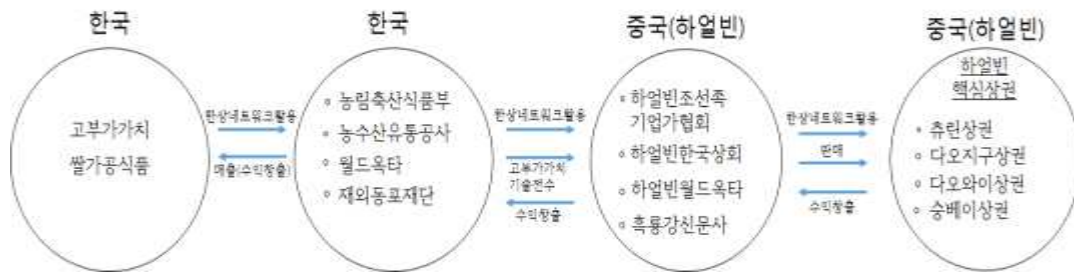 한국
고부가가치
쌀가공식품
한상네트워크활용
매출(수익창출)
한국
농림축산식품부
농수산유통공사
월드옥타
재외동포재단
한상네트워크활용
고부가가치
기술전수
수익창출
중국(하얼빈)
하얼빈조선족
기업가협회
하얼빈한국상회
하얼빈월드옥타
흑룡강신문사
한상네트워크활용
판매
수익창출
중국(하얼빈)
하얼빈
핵심상권
츄린상권
다오지구상권
다오와이상권
숭베이상권